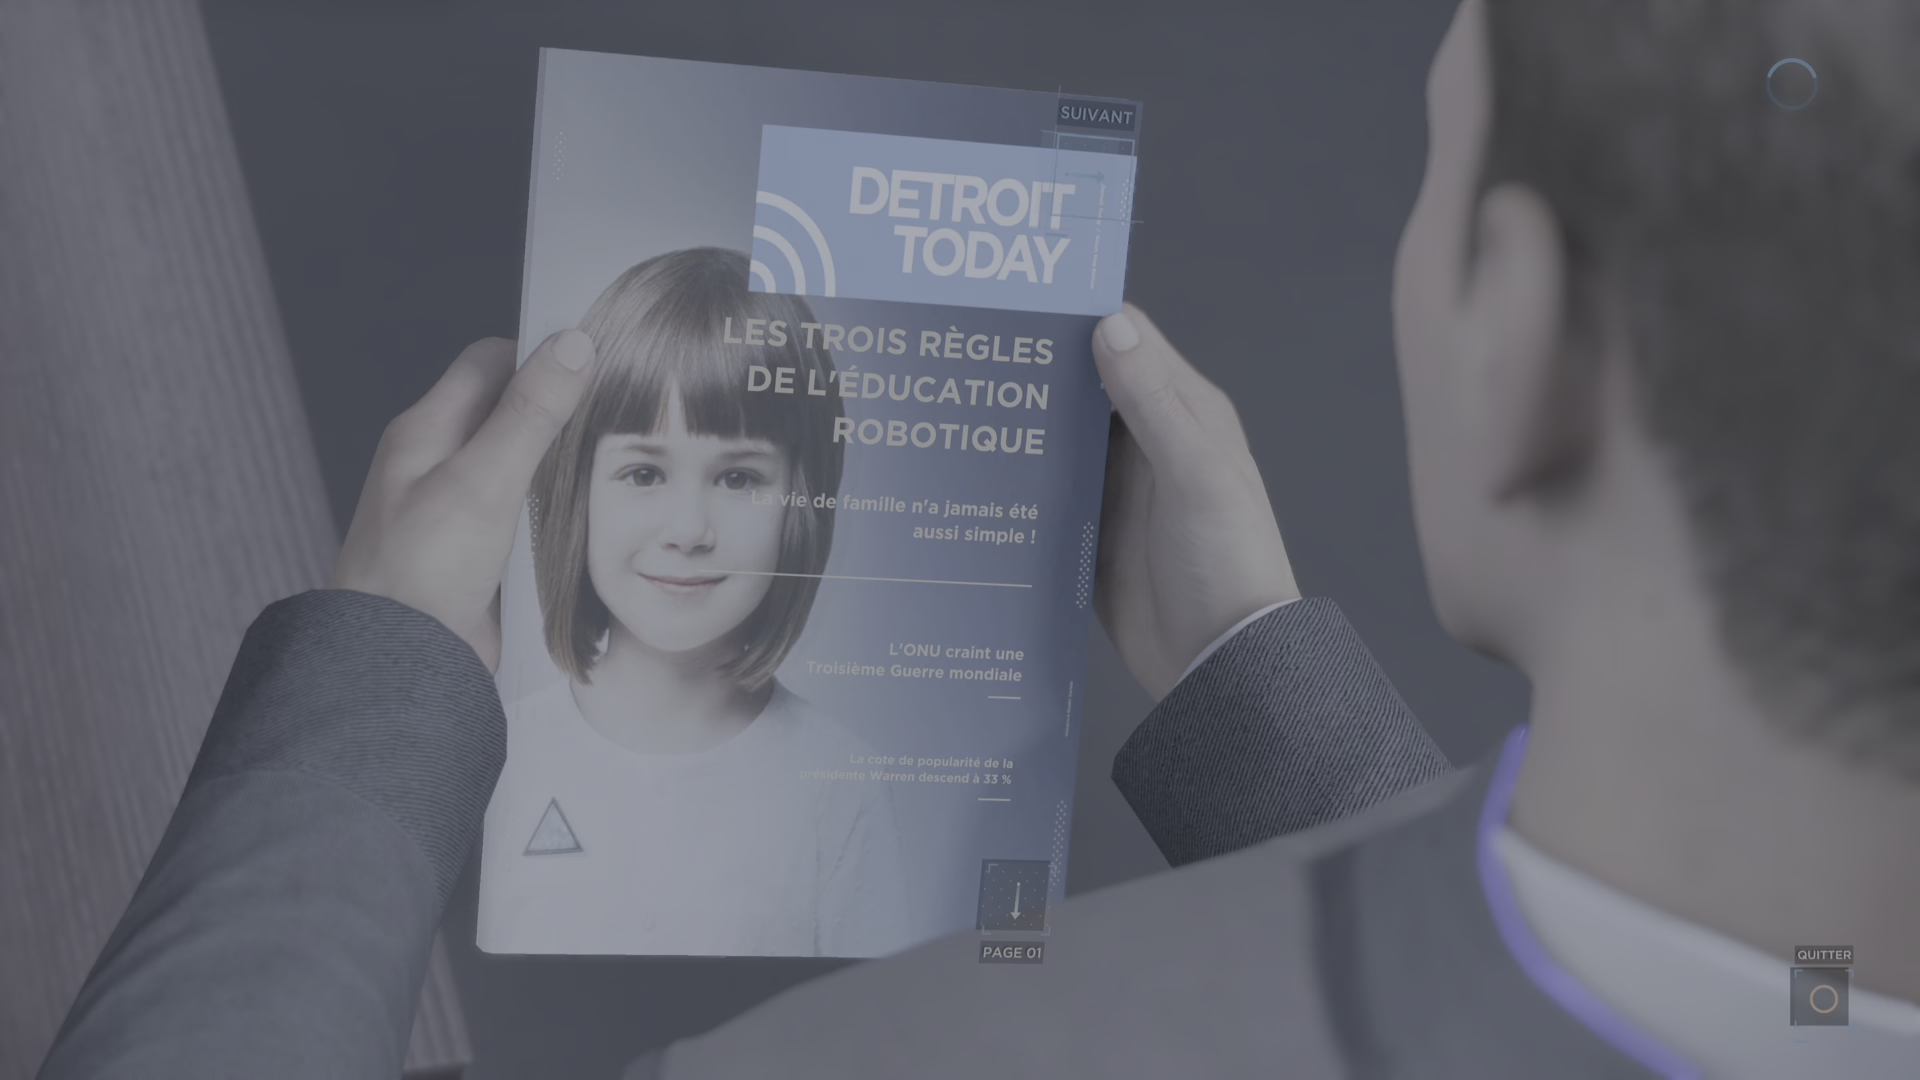 SUIVANT
DETROIT
TODAY
LES TROIS RÈGLES
DE L'ÉDUCATION
ROBOTIQUE
La vie de famille n'a jamais été
aussi simple !
L'ONU craint une
Troisième Guerre mondiale
La cote de popularité de la
présidente Warren descend à 33 %
PAGE 01
QUITTER